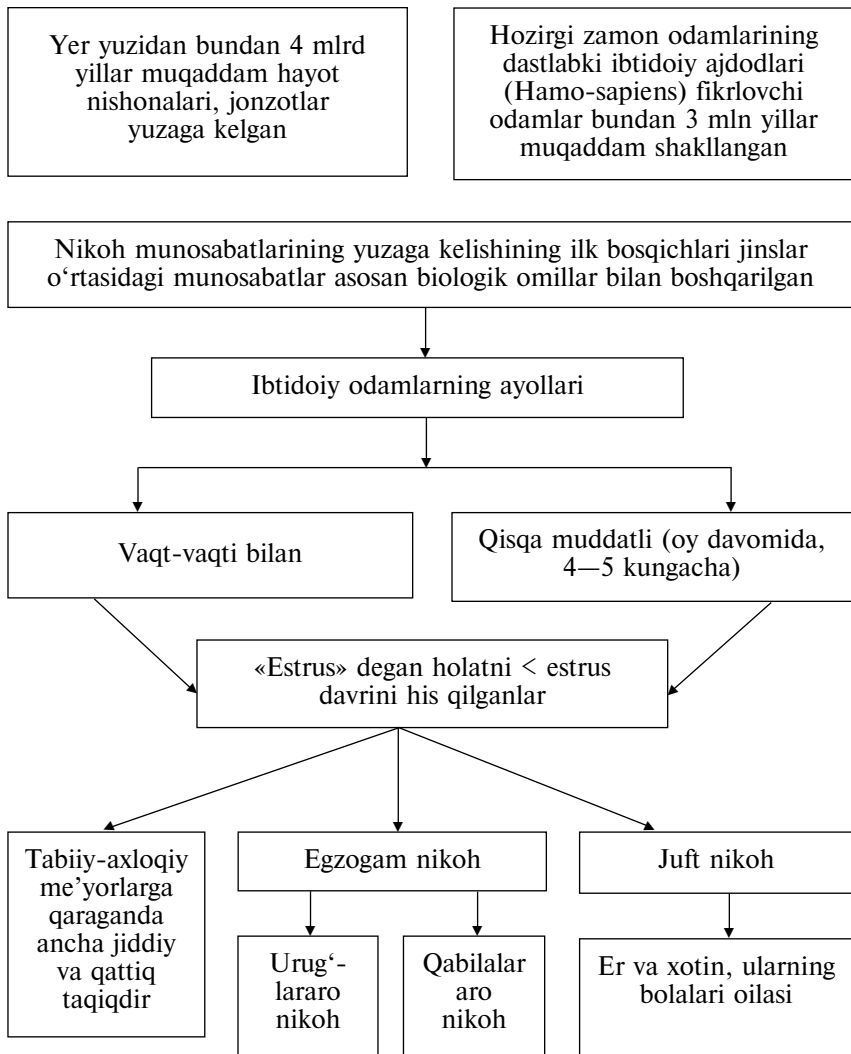 Yer yuzidan bundan 4 mlrd
yillar muqaddam hayot
nishonalari, jonzotlar
yuzaga kelgan
Hozirgi zamon odamlarining
dastlabki ibtidoiy ajdodlari
(Hamo-sapiens) fikrlovchi
odamlar bundan 3 mln yillar
muqaddam shakllangan
Nikoh munosabatlarining yuzaga kelishining ilk bosqichlari jinslar
o‘rtasidagi munosabatlar asosan biologik omillar bilan boshqarilgan
Ibtidoiy odamlarning ayollari
Vaqt-vaqti bilan
Qisqa muddatli (oy davomida,
4—5 kungacha)
«Estrus» degan holatni < estrus
davrini his qilganlar
Tabiiy-axloqiy
me’yorlarga
qaraganda
ancha jiddiy
va qattiq
taqiqdir
Egzogam nikoh
Juft nikoh
Urug‘-
lararo
nikoh
Qabilalar
aro
nikoh
Er va xotin, ularning
bolalari oilasi